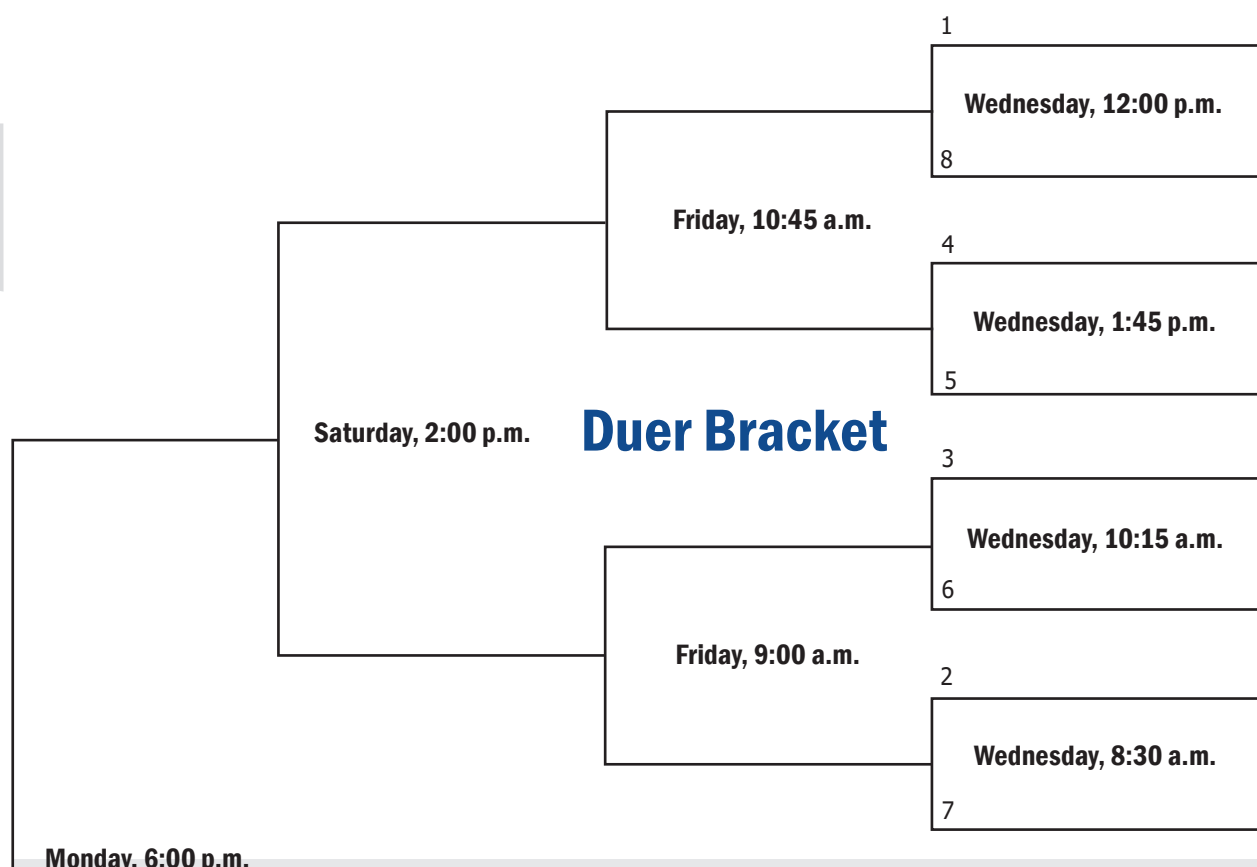 1
Wednesday, 12:00 p.m.
8
Friday, 10:45 a.m.
4
Wednesday, 1:45 p.m.
5
Saturday, 2:00 p.m.
Duer Bracket
3
Wednesday, 10:15 a.m.
6
Friday, 9:00 a.m.
2
Wednesday, 8:30 a.m.
7
Monday, 6:00 p.m.